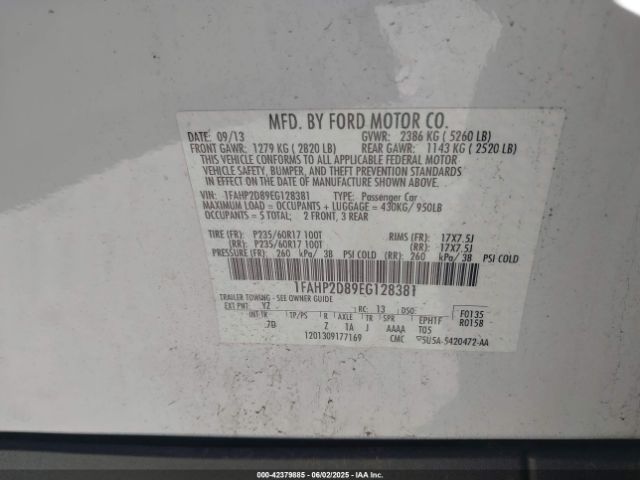 MFD. BY FORD MOTOR CO.
DATE: 09/13 GVWR: 2386 KG ( 5260 LB)
FRONT GAWR: 1279 KG ( 2820 LB) REAR GAWR: 1143 KG ( 2520 LB)
THIS VEHICLE CONFORMS TO ALL APPLICABLE FEDERAL MOTOR
VEHICLE SAFETY, BUMPER, AND THEFT PREVENTION STANDARDS
IN EFFECT ON THE DATE OF MANUFACTURE SHOWN ABOVE.
VIN: 1FAHP2D89EG128381 TYPE: Passenger Car
MAXIMUM LOAD = OCCUPANTS + LUGGAGE = 430KG/ 950LB
OCCUPANTS = 5 TOTAL; 2 FRONT, 3 REAR
TIRE (FF): P235/60R17 100T RIMS (FF): 17X7.5J
(RR): P235/60R17 100T (RR): 17X7.5J
PRESSURE (FF): 260 kPa/ 38 PSI COLD (RR): 260 kPa/ 38 PSI COLD
1FAHP2D89EG128381
TRAILER TOWING - SEE OWNER GUIDE
EXT PNT: YZ RC: 13 DSO: F0135
INT TR TP/PS R AXLE TR SPR EPHTF R0158
7B Z 1A J AAAA T05
1201309177169 CMC 5U5A-5420472-AA
000-42379885 - 06/02/2025 - IAAI.COM